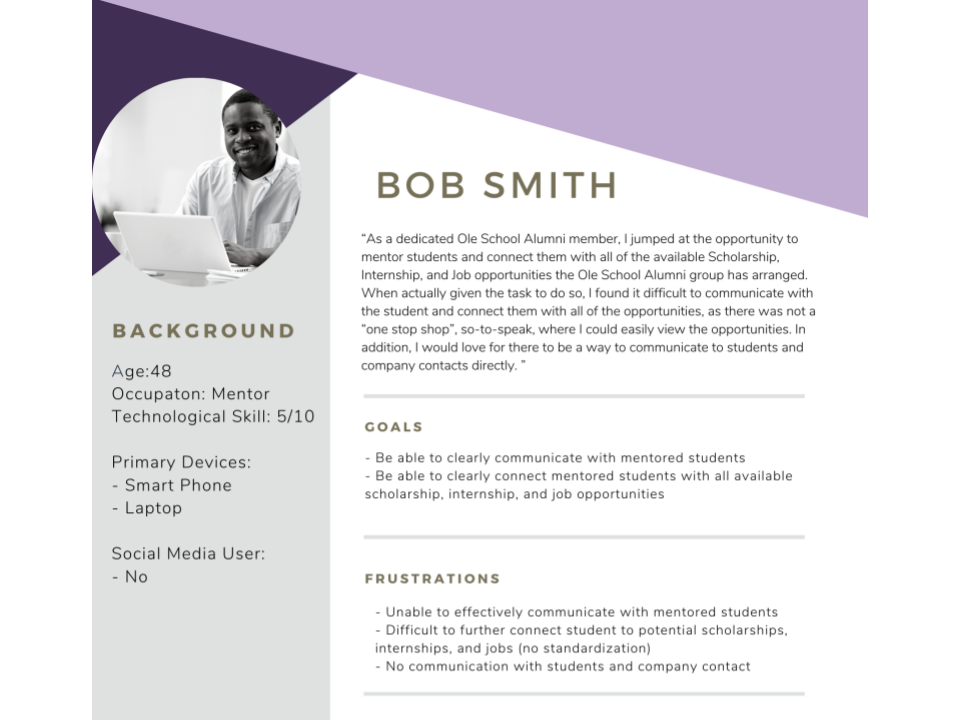 BOB SMITH
“As a dedicated Ole School Alumni member, I jumped at the opportunity to
mentor students and connect them with all of the available Scholarship,
Internship, and Job opportunities the Ole School Alumni group has arranged.
When actually given the task to do so, I found it difficult to communicate with
the student and connect them with all of the opportunities, as there was not a
“one stop shop”, so-to-speak, where I could easily view the opportunities. In
addition, I would love for there to be a way to communicate to students and
company contacts directly. ”
BACKGROUND
Age:48
Occupaton: Mentor
Technological Skill: 5/10
Primary Devices:
- Smart Phone
- Laptop
Social Media User:
- No
GOALS
- Be able to clearly communicate with mentored students
- Be able to clearly connect mentored students with all available
scholarship, internship, and job opportunities
FRUSTRATIONS
- Unable to effectively communicate with mentored students
- Difficult to further connect student to potential scholarships,
internships, and jobs (no standardization)
- No communication with students and company contact